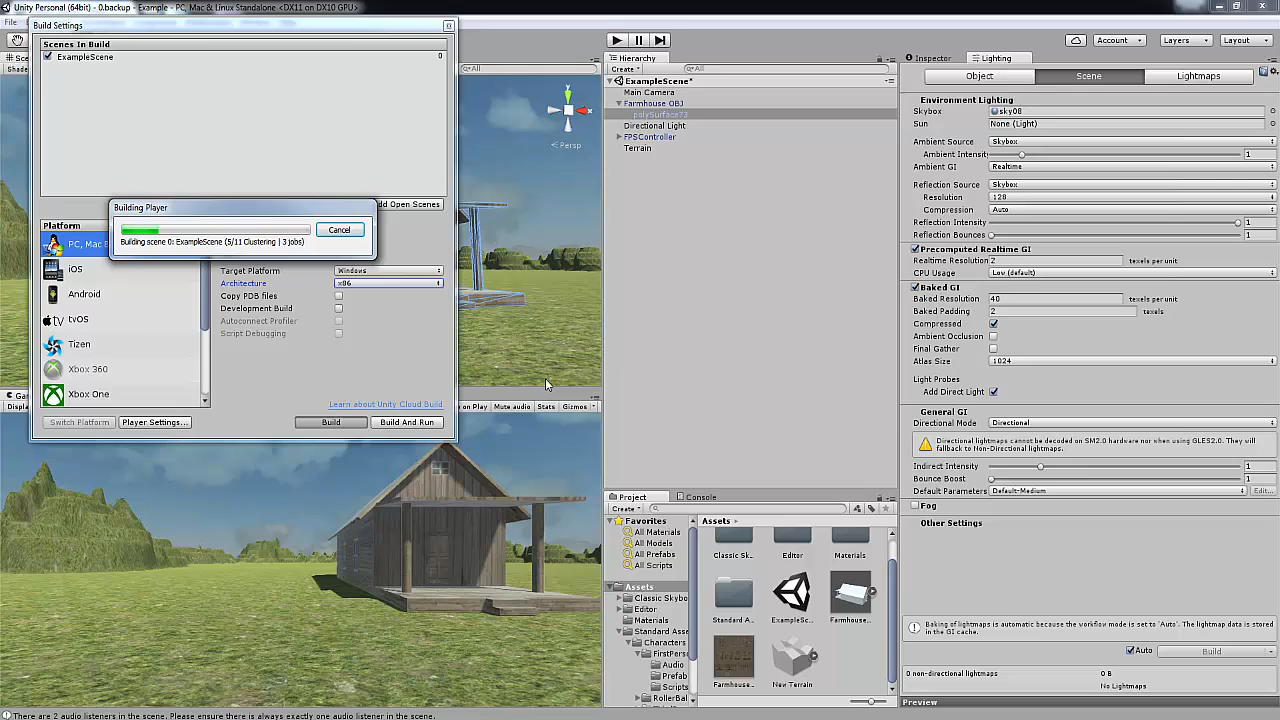 Unity Personal (64bit) - 0.backup - Example - PC, Mac & Linux Standalone <DX11 on DX10 GPU>
Build Settings
Scenes In Build
ExampleScene 0
Building Player
Cancel
Building scene 0: ExampleScene (5/11 Clustering | 3 jobs)
dd Open Scenes
Platform
PC, Mac &
iOS
Android
tvOS
Tizen
Xbox 360
Xbox One
Target Platform Windows
Architecture x86
Copy PDB files
Development Build
Autoconnect Profiler
Script Debugging
Learn about Unity Cloud Build
Switch Platform Player Settings... Build Build And Run
File
Shade
All
Persp
Displa
n on Play Mute audio Stats Gizmos
Hierarchy
Create All
ExampleScene*
Main Camera
Farmhouse OBJ
polySurface73
Directional Light
FPSController
Terrain
Project Console
Create
Favorites
All Materials
All Models
All Prefabs
All Scripts
Assets
Classic Skybo
Editor
Materials
Standard Asse
Characters
FirstPerso
Audio
Prefab
Scripts
RollerBal
Assets
Classic Sk... Editor Materials
Standard A... ExampleSc... Farmhouse...
Farmhouse... New Terrain
Account Layers Layout
Inspector Lighting
Object Scene Lightmaps
Environment Lighting
Skybox sky08
Sun None (Light)
Ambient Source Skybox
Ambient Intensit 1
Ambient GI Realtime
Reflection Source Skybox
Resolution 128
Compression Auto
Reflection Intensity 1
Reflection Bounces 1
Precomputed Realtime GI
Realtime Resolution 2 texels per unit
CPU Usage Low (default)
Baked GI
Baked Resolution 40 texels per unit
Baked Padding 2 texels
Compressed
Ambient Occlusion
Final Gather
Atlas Size 1024
Light Probes
Add Direct Light
General GI
Directional Mode Directional
Directional lightmaps cannot be decoded on SM2.0 hardware nor when using GLES2.0. They will
fallback to Non-Directional lightmaps.
Indirect Intensity 1
Bounce Boost 1
Default Parameters Default-Medium Edit...
Fog
Other Settings
Baking of lightmaps is automatic because the workflow mode is set to 'Auto'. The lightmap data is stored
in the GI cache.
Auto Build
0 non-directional lightmaps 0 B
No Lightmaps
Preview
There are 2 audio listeners in the scene. Please ensure there is always exactly one audio listener in the scene.